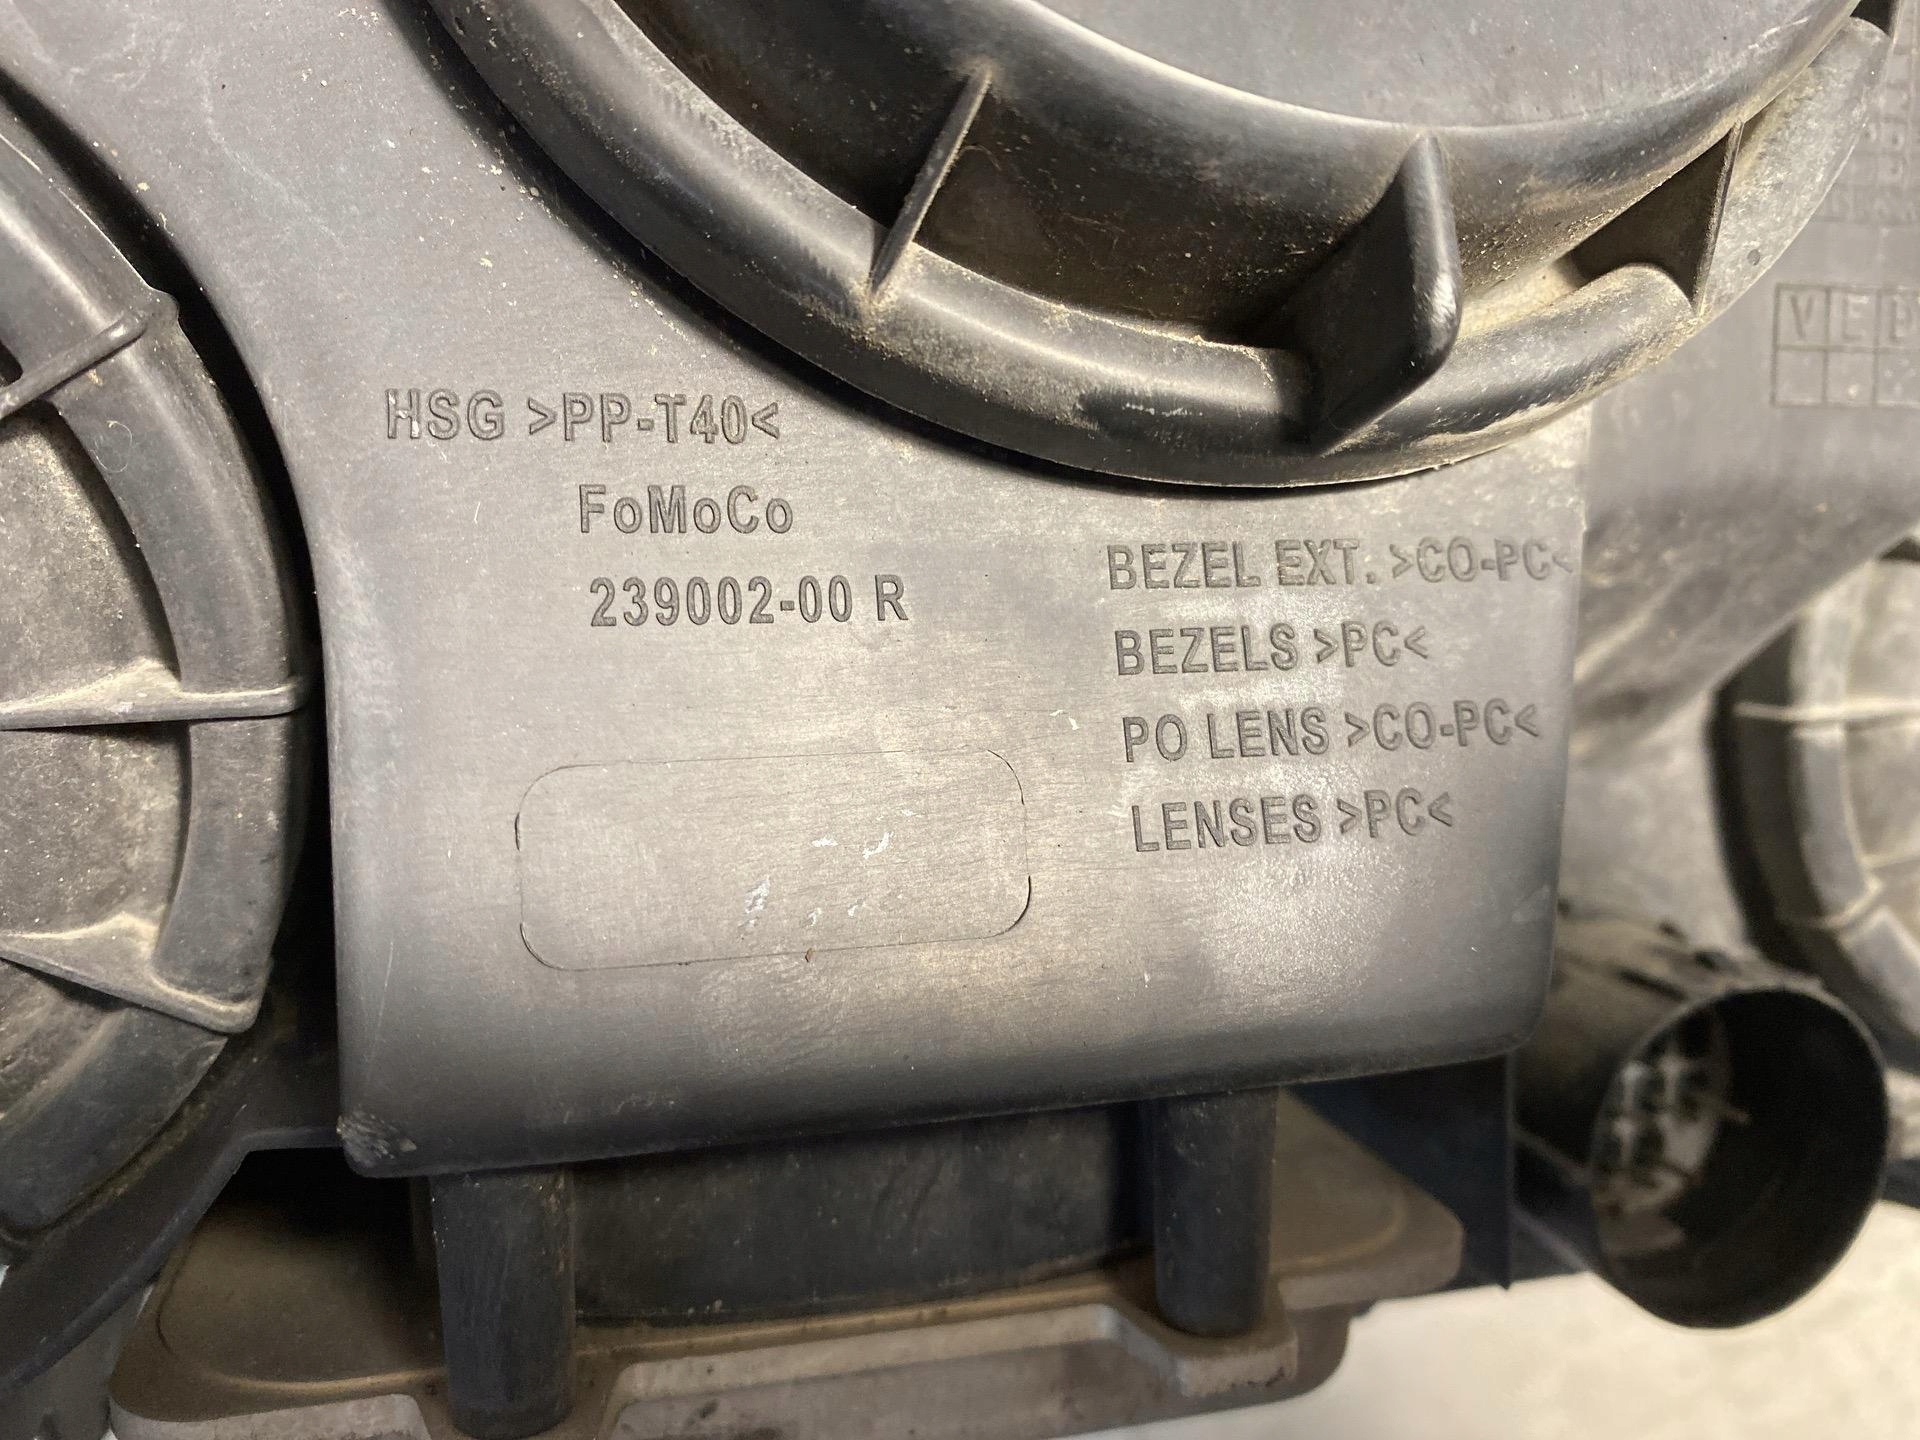 HSG >PP-T40<
FoMoCo
239002-00 R
BEZEL EXT. >CO-PC<
BEZELS >PC<
PO LENS >CO-PC<
LENSES >PC<